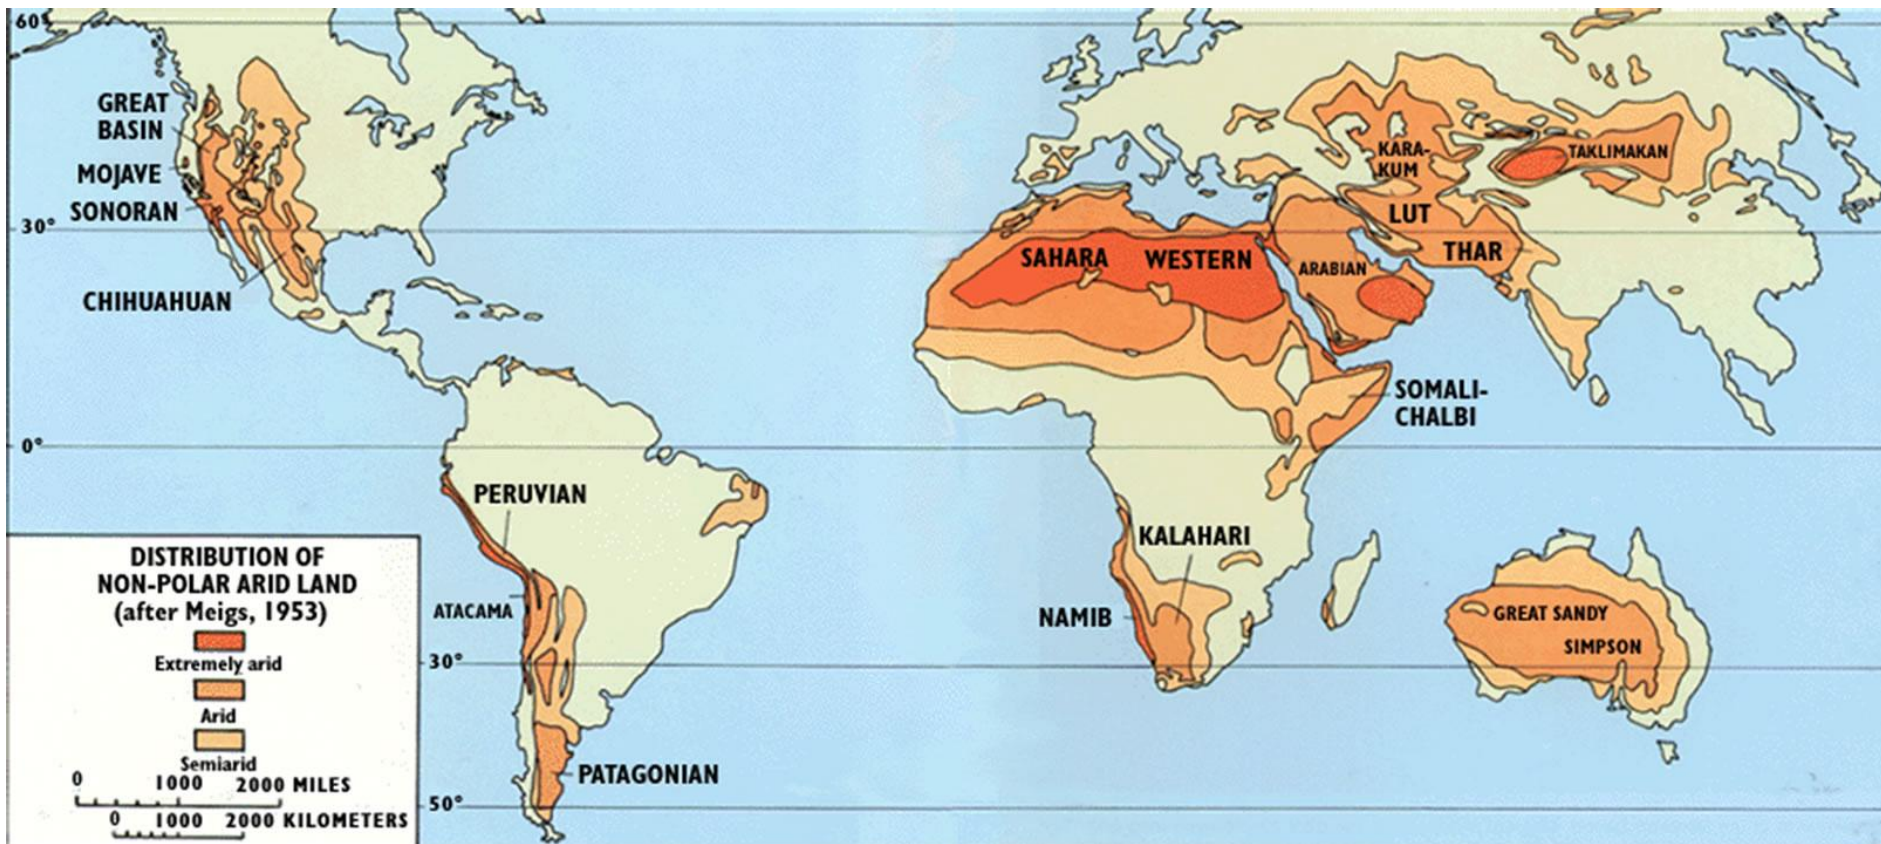 60°
GREAT
BASIN
MOJAVE
SONORAN
30°
CHIHUAHUAN
0°
PERUVIAN
ATACAMA
30°
PATAGONIAN
50°
SAHARA
WESTERN
ARABIAN
KARA-
KUM
TAKLIMAKAN
LUT
THAR
SOMALI-
CHALBI
KALAHARI
NAMIB
GREAT SANDY
SIMPSON
DISTRIBUTION OF
NON-POLAR ARID LAND
(after Meigs, 1953)
Extremely arid
Arid
Semiarid
0 1000 2000 MILES
0 1000 2000 KILOMETERS